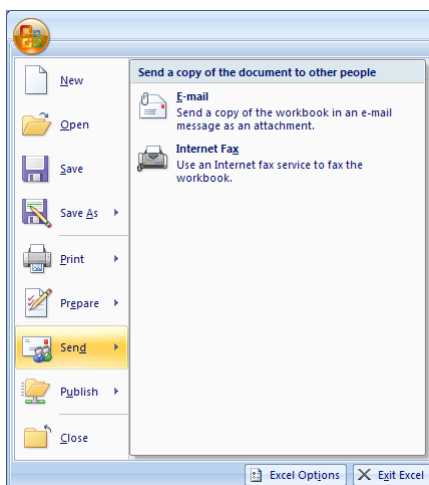 New
Open
Save
Save As
Print
Prepare
Send
Publish
Close
Send a copy of the document to other people
E-mail
Send a copy of the workbook in an e-mail
message as an attachment.
Internet Fax
Use an Internet fax service to fax the
workbook.
Excel Options
Exit Excel